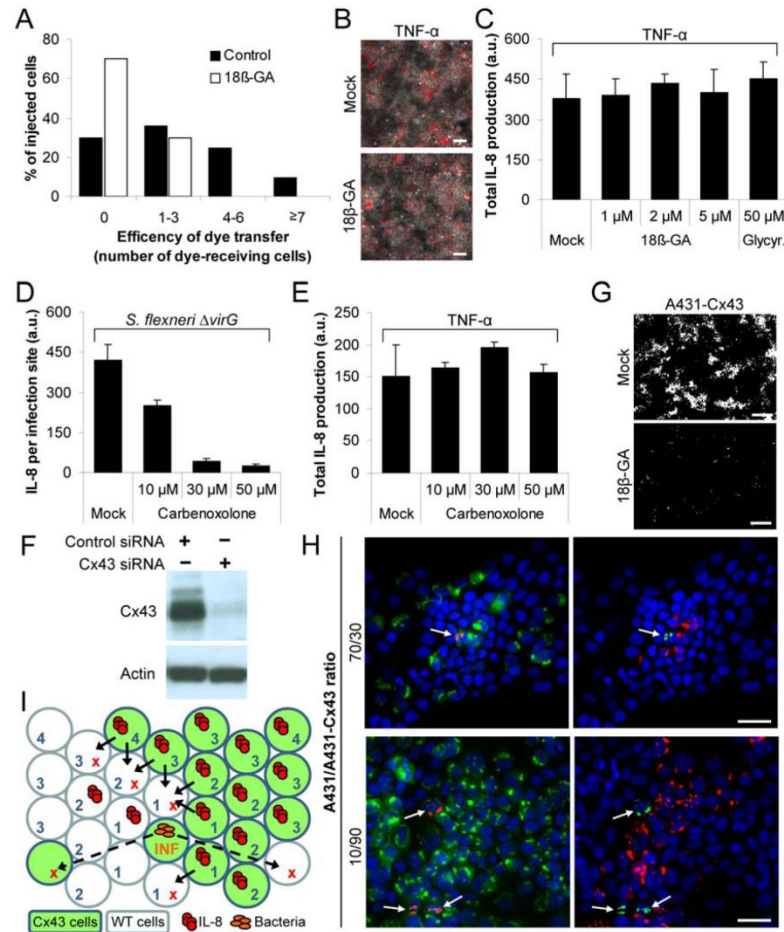 A
80
60
40
20
0
% of injected cells
Control
18ß-GA
0 1-3 4-6 ≥7
Efficency of dye transfer
(number of dye-receiving cells)
B
TNF-α
Mock
18β-GA
C
600
450
300
150
0
Total IL-8 production (a.u.)
TNF-α
1 µM 2 µM 5 µM 50 µM
Mock 18ß-GA Glycyr.
D
600
450
300
150
0
IL-8 per infection site (a.u.)
S. flexneri ΔvirG
10 µM 30 µM 50 µM
Mock Carbenoxolone
E
250
200
150
100
50
0
Total IL-8 production (a.u.)
TNF-α
10 µM 30 µM 50 µM
Mock Carbenoxolone
G
A431-Cx43
Mock
18β-GA
F
Control siRNA + -
Cx43 siRNA - +
Cx43
Actin
H
A431/A431-Cx43 ratio
70/30
10/90
I
4 4 3 4
3 x 3 3
3 2 x x 3
2 1 2
3 1 2
3 2 INF 1
x 1 x 1 2 x
2 2
Cx43 cells WT cells IL-8 Bacteria